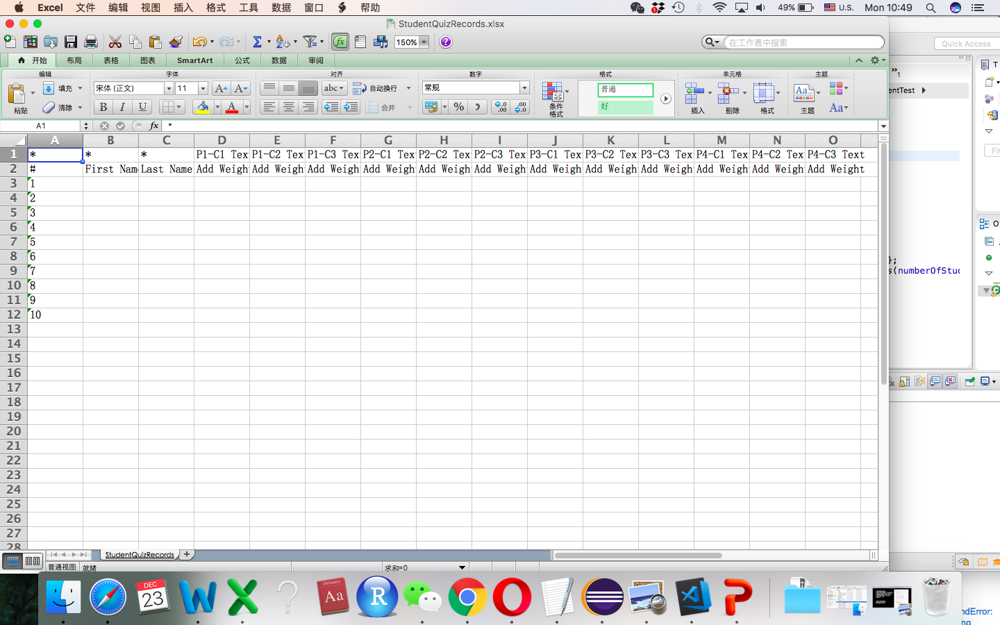 Excel 文件 编辑 视图 插入 格式 工具 数据 窗口 帮助 49% U.S. Mon 10:49
StudentQuizRecords.xlsx
150% 在工作表中搜索 Quick Access
开始 布局 表格 图表 SmartArt 公式 数据 审阅
编辑 字体 对齐 数字 格式 单元格 主题
粘贴 填充 清除 宋体 (正文) 11 abc 自动换行 合并 常规 条件格式 普通 好 插入 删除 格式 主题
entTest
A1 fx *
A B C D E F G H I J K L M N O
1 * * * P1-C1 Tex P1-C2 Tex P1-C3 Tex P2-C1 Tex P2-C2 Tex P2-C3 Tex P3-C1 Tex P3-C2 Tex P3-C3 Tex P4-C1 Tex P4-C2 Tex P4-C3 Text
2 # First Name Last Name Add Weigh Add Weigh Add Weigh Add Weigh Add Weigh Add Weigh Add Weigh Add Weigh Add Weigh Add Weigh Add Weigh Add Weight
3 1
4 2
5 3
6 4
7 5
8 6
9 7
10 8
11 9
12 10
13
14
15
16
17
18
19
20
21
22
23
24
25
26
27
28
};
s(numberOfStud
StudentQuizRecords
普通视图 就绪 求和=0
DEC
23
Dictionary
Aa
R
ndError: